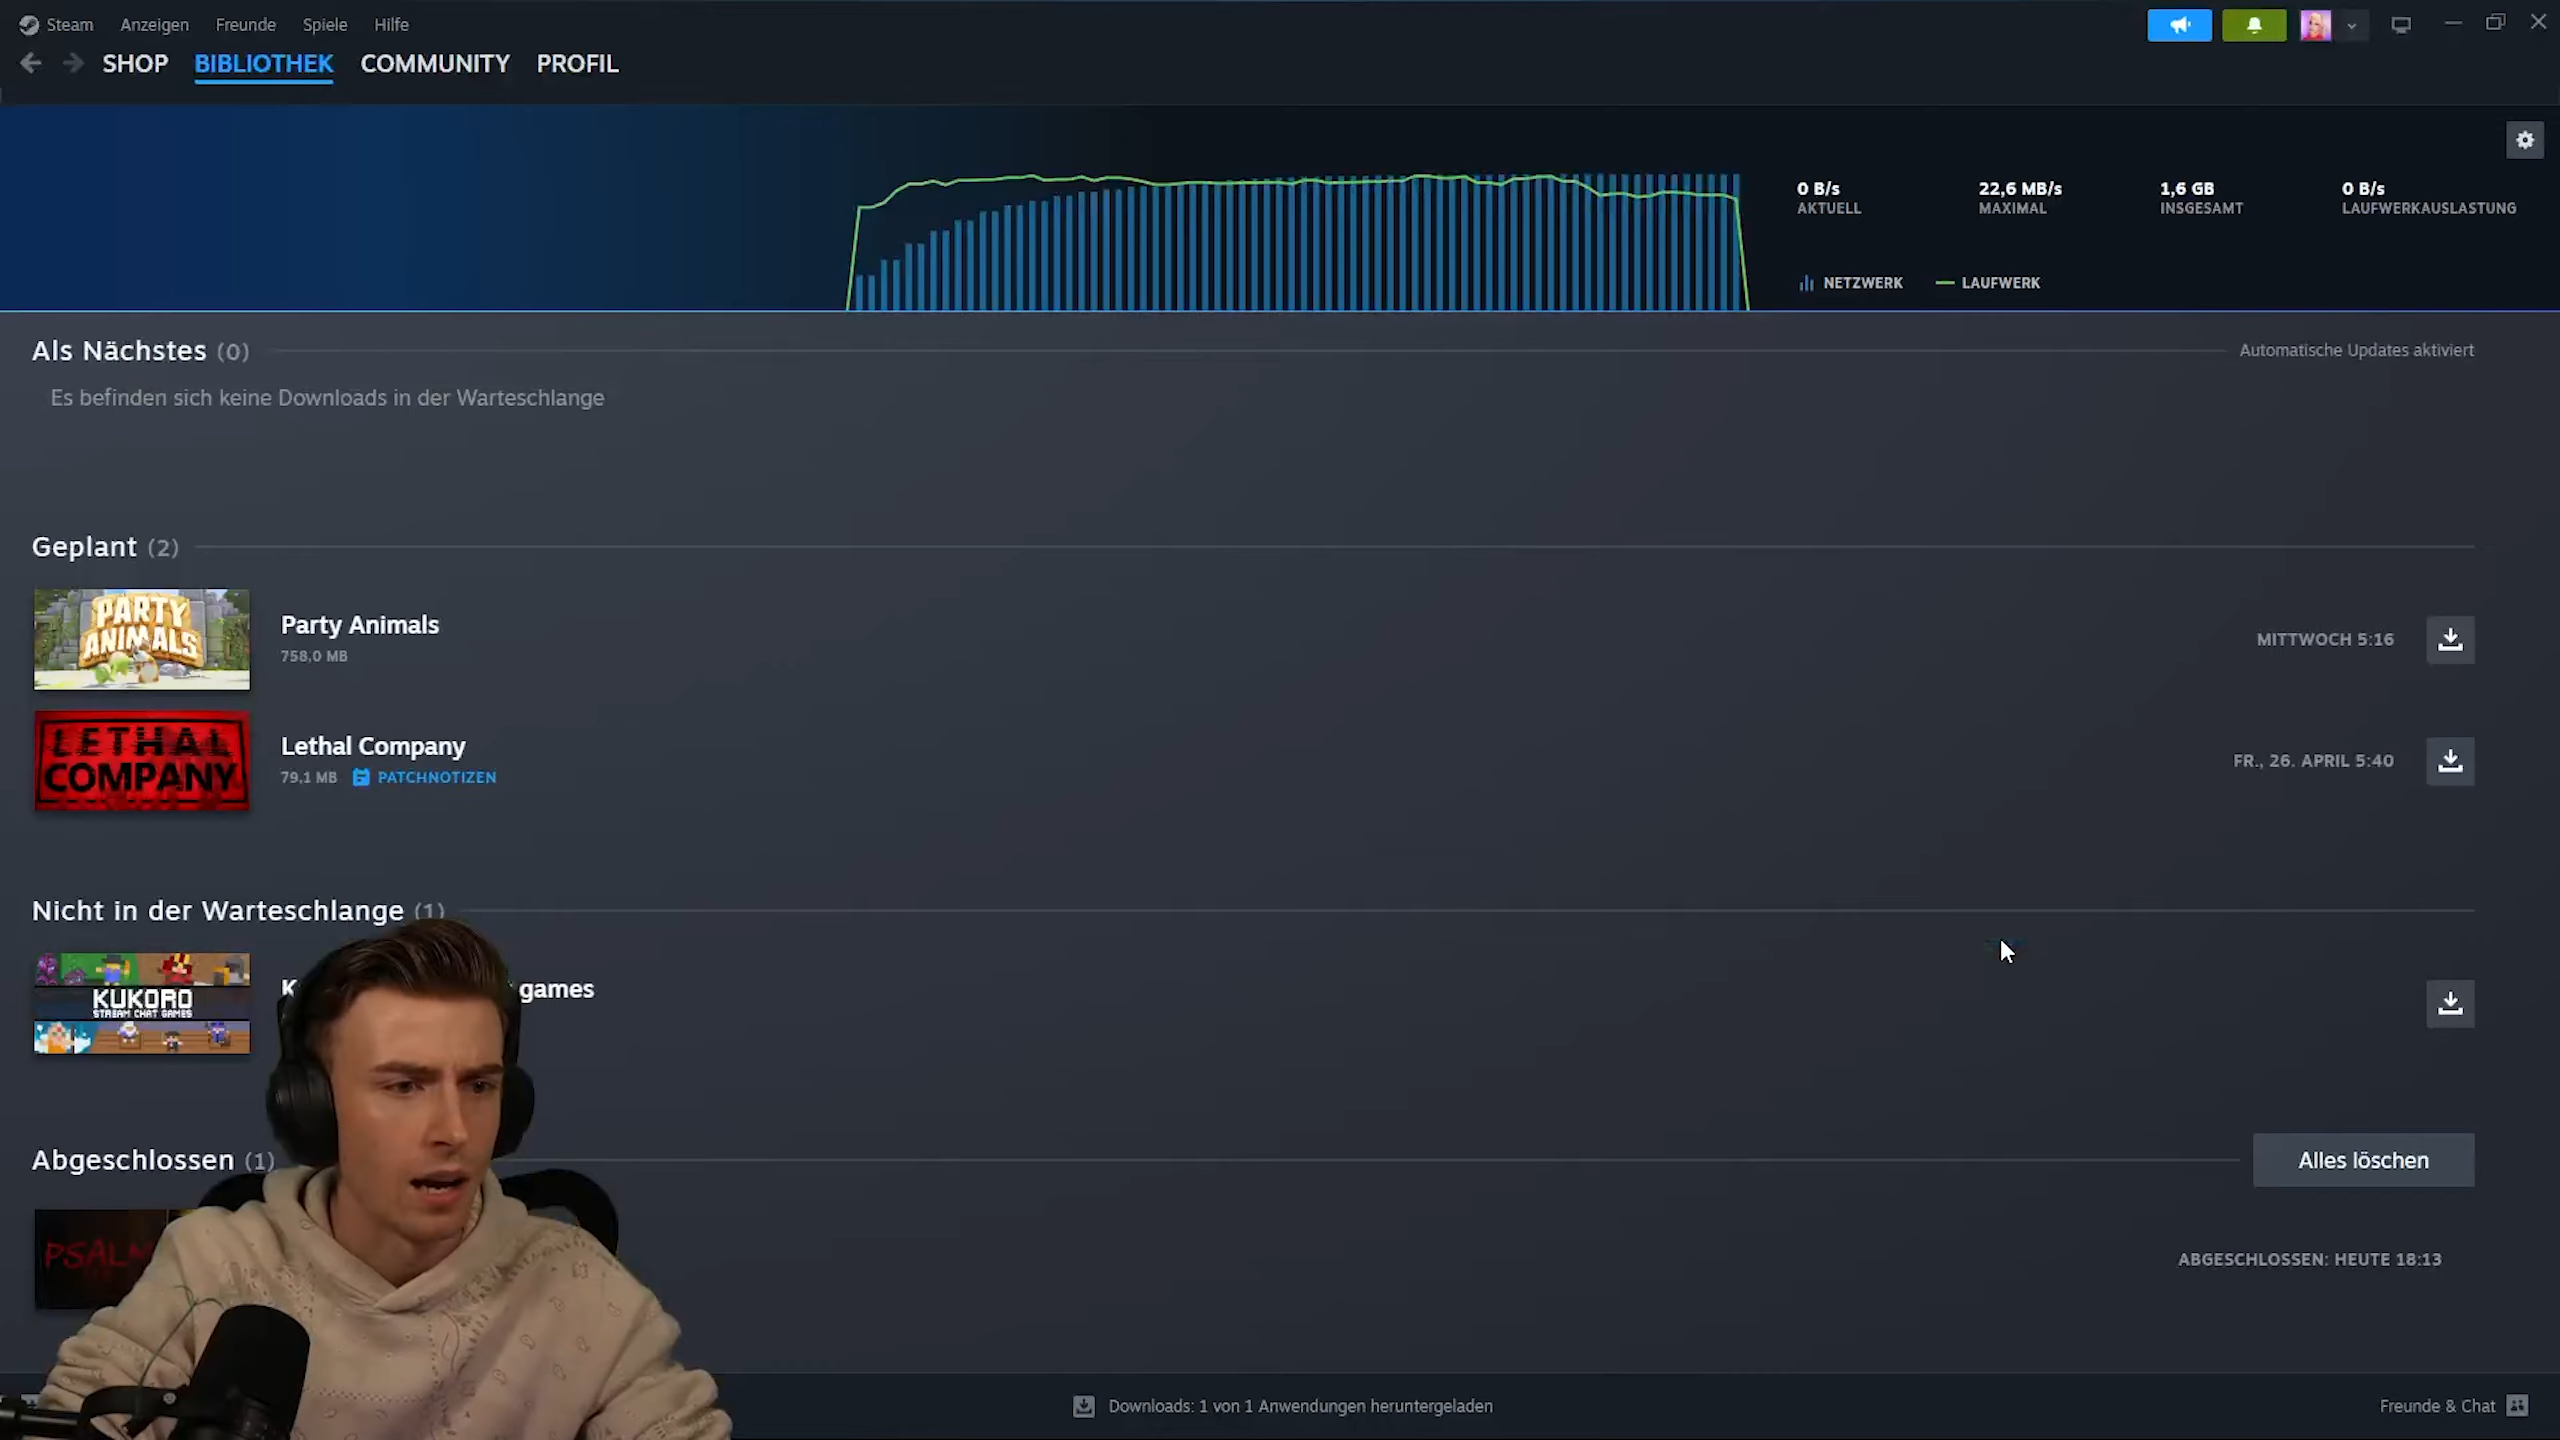 Steam Anzeigen Freunde Spiele Hilfe
SHOP BIBLIOTHEK COMMUNITY PROFIL
0 B/s 22,6 MB/s 1,6 GB 0 B/s
AKTUELL MAXIMAL INSGESAMT LAUFWERKAUSLASTUNG
NETZWERK LAUFWERK
Als Nächstes (0) Automatische Updates aktiviert
Es befinden sich keine Downloads in der Warteschlange
Geplant (2)
PARTY
ANIMALS
Party Animals
758,0 MB
MITTWOCH 5:16
LETHAL
COMPANY
Lethal Company
79,1 MB PATCHNOTIZEN
FR., 26. APRIL 5:40
Nicht in der Warteschlange (1)
KUKORO
STREAM CHAT GAMES
games
Abgeschlossen (1) Alles löschen
ABGESCHLOSSEN: HEUTE 18:13
Downloads: 1 von 1 Anwendungen heruntergeladen
Freunde & Chat